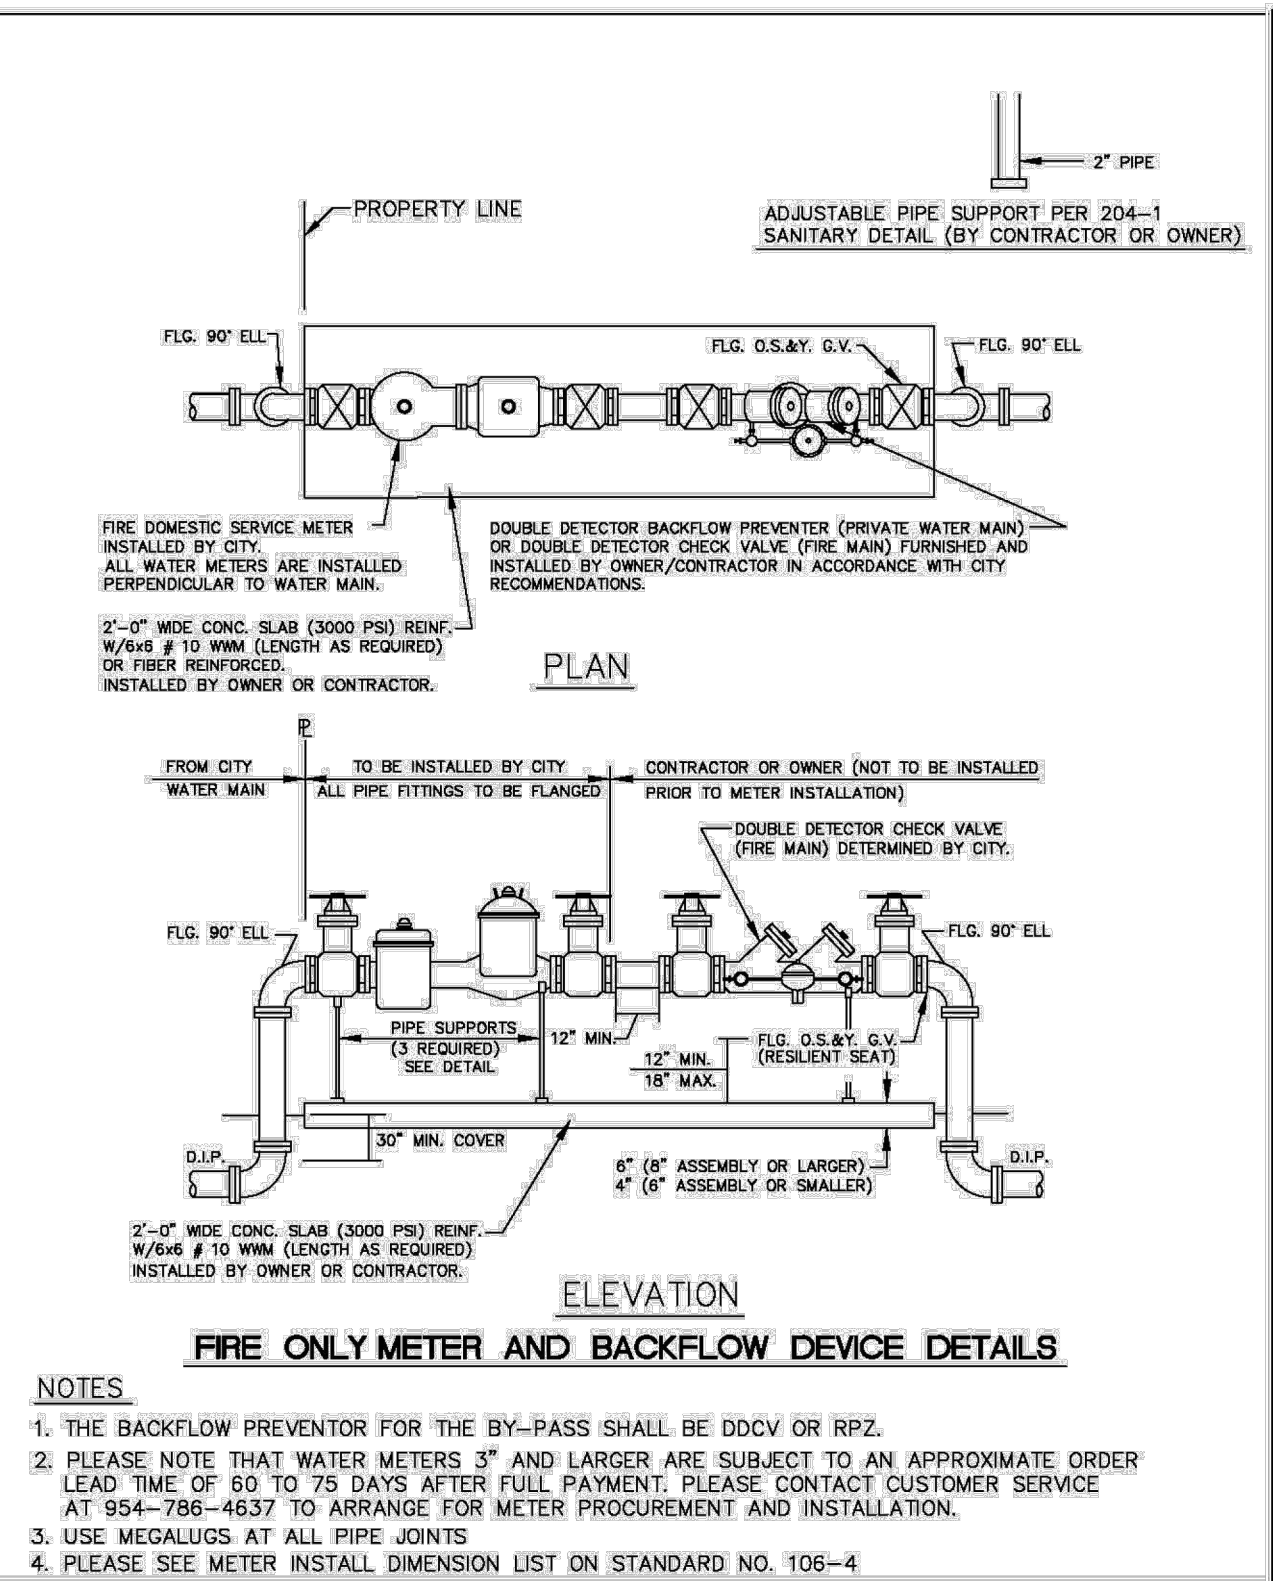 2" PIPE
ADJUSTABLE PIPE SUPPORT PER 204-1
SANITARY DETAIL (BY CONTRACTOR OR OWNER)
PROPERTY LINE
FLG. 90° ELL
FLG. O.S.&Y. G.V.
FLG. 90° ELL
FIRE DOMESTIC SERVICE METER
INSTALLED BY CITY.
ALL WATER METERS ARE INSTALLED
PERPENDICULAR TO WATER MAIN.
DOUBLE DETECTOR BACKFLOW PREVENTER (PRIVATE WATER MAIN)
OR DOUBLE DETECTOR CHECK VALVE (FIRE MAIN) FURNISHED AND
INSTALLED BY OWNER/CONTRACTOR IN ACCORDANCE WITH CITY
RECOMMENDATIONS.
2'-0" WIDE CONC. SLAB (3000 PSI) REINF.
W/6x6 # 10 WWM (LENGTH AS REQUIRED)
OR FIBER REINFORCED.
INSTALLED BY OWNER OR CONTRACTOR.
PLAN
PL
FROM CITY
WATER MAIN
TO BE INSTALLED BY CITY
ALL PIPE FITTINGS TO BE FLANGED
CONTRACTOR OR OWNER (NOT TO BE INSTALLED
PRIOR TO METER INSTALLATION)
DOUBLE DETECTOR CHECK VALVE
(FIRE MAIN) DETERMINED BY CITY.
FLG. 90° ELL
FLG. 90° ELL
PIPE SUPPORTS
(3 REQUIRED)
SEE DETAIL
12" MIN.
12" MIN.
18" MAX.
FLG. O.S.&Y. G.V.
(RESILIENT SEAT)
30" MIN. COVER
D.I.P.
D.I.P.
6" (8" ASSEMBLY OR LARGER)
4" (6" ASSEMBLY OR SMALLER)
2'-0" WIDE CONC. SLAB (3000 PSI) REINF.
W/6x6 # 10 WWM (LENGTH AS REQUIRED)
INSTALLED BY OWNER OR CONTRACTOR.
ELEVATION
FIRE ONLY METER AND BACKFLOW DEVICE DETAILS
NOTES
1. THE BACKFLOW PREVENTOR FOR THE BY-PASS SHALL BE DDCV OR RPZ.
2. PLEASE NOTE THAT WATER METERS 3" AND LARGER ARE SUBJECT TO AN APPROXIMATE ORDER
LEAD TIME OF 60 TO 75 DAYS AFTER FULL PAYMENT. PLEASE CONTACT CUSTOMER SERVICE
AT 954-786-4637 TO ARRANGE FOR METER PROCUREMENT AND INSTALLATION.
3. USE MEGALUGS AT ALL PIPE JOINTS
4. PLEASE SEE METER INSTALL DIMENSION LIST ON STANDARD NO. 106-4